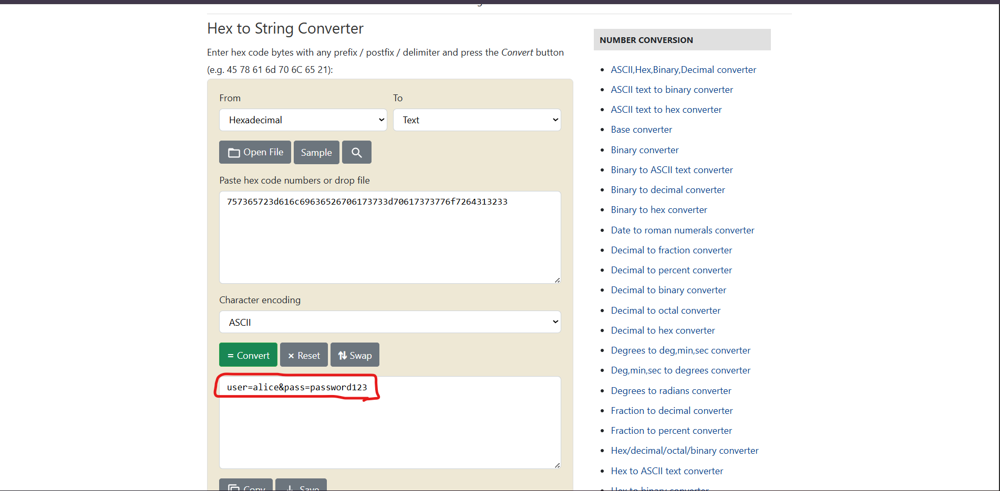 Hex to String Converter
Enter hex code bytes with any prefix / postfix / delimiter and press the Convert button
(e.g. 45 78 61 6d 70 6C 65 21):
From
To
Hexadecimal
Text
Open File
Sample
Paste hex code numbers or drop file
757365723d616c69636526706173733d70617373776f7264313233
Character encoding
ASCII
= Convert
× Reset
Swap
user=alice&pass=password123
Copy
Save
NUMBER CONVERSION
ASCII,Hex,Binary,Decimal converter
ASCII text to binary converter
ASCII text to hex converter
Base converter
Binary converter
Binary to ASCII text converter
Binary to decimal converter
Binary to hex converter
Date to roman numerals converter
Decimal to fraction converter
Decimal to percent converter
Decimal to binary converter
Decimal to octal converter
Decimal to hex converter
Degrees to deg,min,sec converter
Deg,min,sec to degrees converter
Degrees to radians converter
Fraction to decimal converter
Fraction to percent converter
Hex/decimal/octal/binary converter
Hex to ASCII text converter
Hex to binary converter